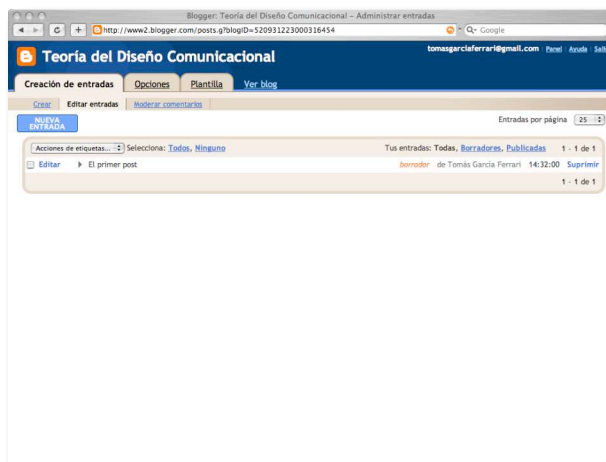 Blogger: Teoría del Diseño Comunicacional – Administrar entradas
http://www2.blogger.com/posts.g?blogID=520931223000316454
Google
tomasgarciaferrari@gmail.com | Panel | Ayuda | Sali
Teoría del Diseño Comunicacional
Creación de entradas Opciones Plantilla Ver blog
Crear Editar entradas Moderar comentarios
NUEVA ENTRADA
Entradas por página 25
Acciones de etiquetas... Selecciona: Todos, Ninguno Tus entradas: Todas, Borradores, Publicadas 1 - 1 de 1
Editar El primer post borrador de Tomás García Ferrari 14:32:00 Suprimir
1 - 1 de 1